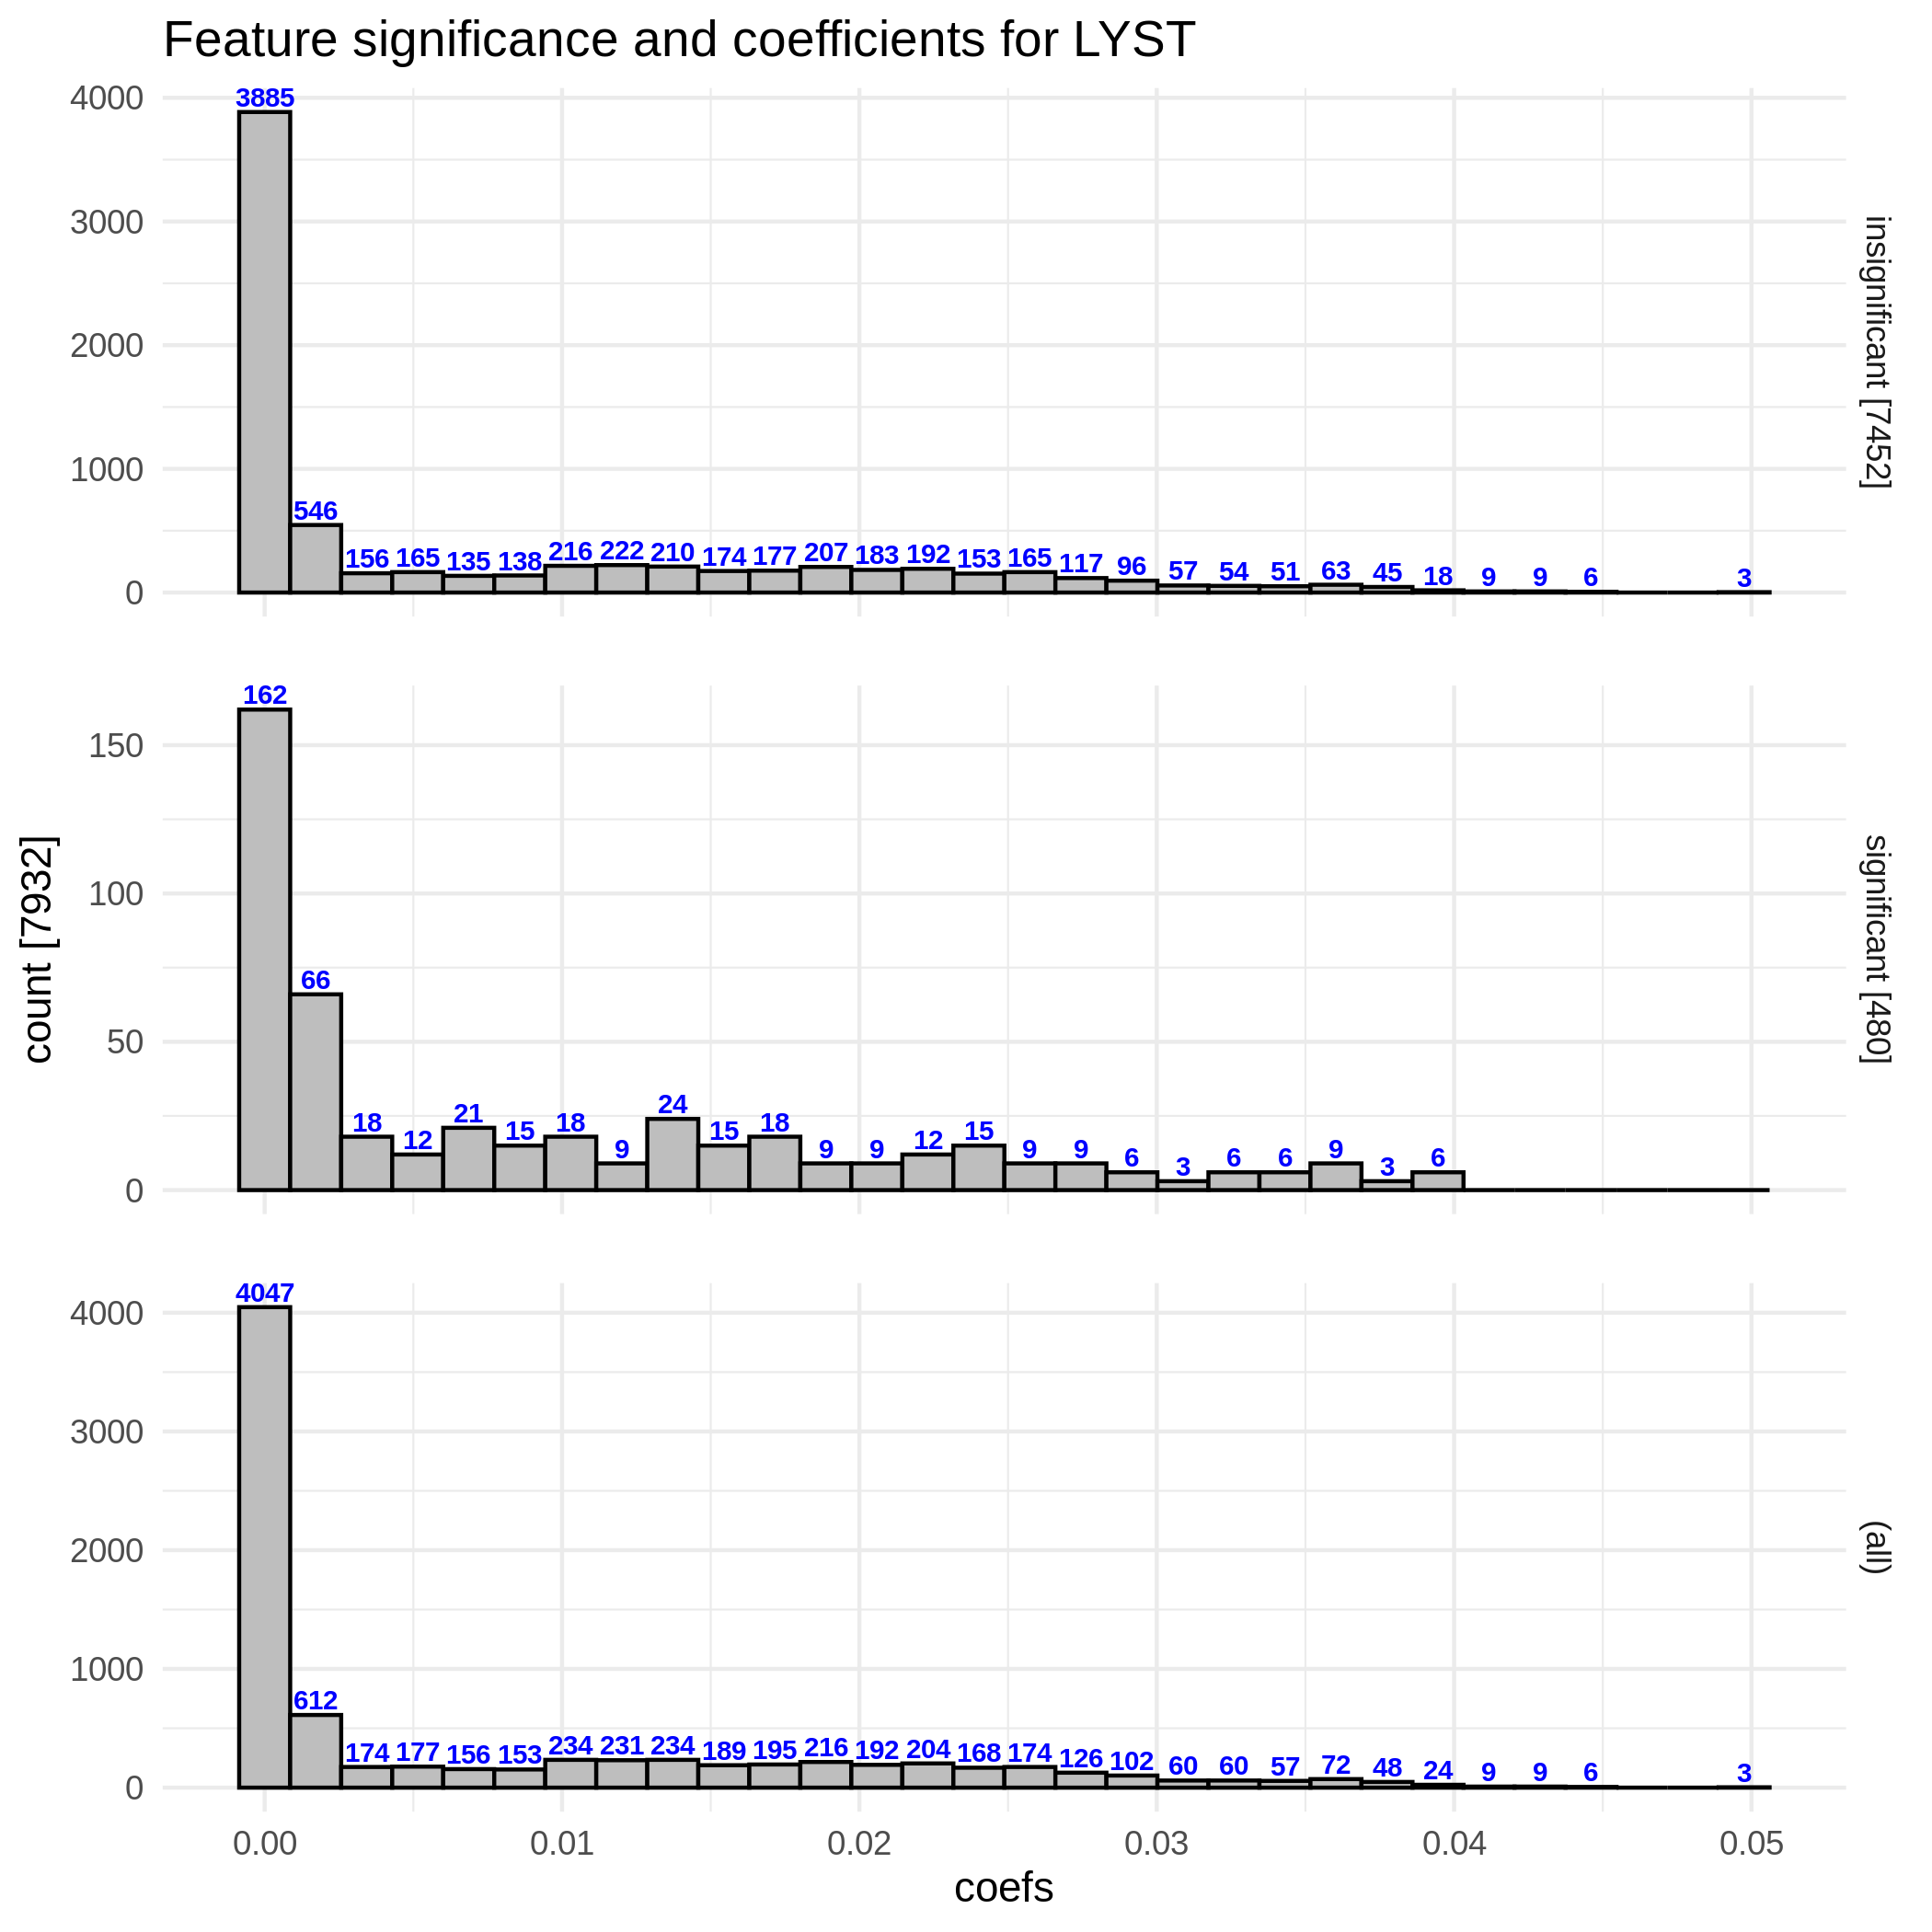 Feature significance and coefficients for LYST
4000
3000
2000
1000
0
3885
546
156 165 135 138 216 222 210 174 177 207 183 192 153 165 117 96 57 54 51 63 45 18 9 9 6 3
insignificant [7452]
count [7932]
150
100
50
0
162
66
18 12 21 15 18 9 24 15 18 9 9 12 15 9 9 6 3 6 6 9 3 6
significant [480]
4000
3000
2000
1000
0
4047
612
174 177 156 153 234 231 234 189 195 216 192 204 168 174 126 102 60 60 57 72 48 24 9 9 6 3
(all)
0.00 0.01 0.02 0.03 0.04 0.05
coefs